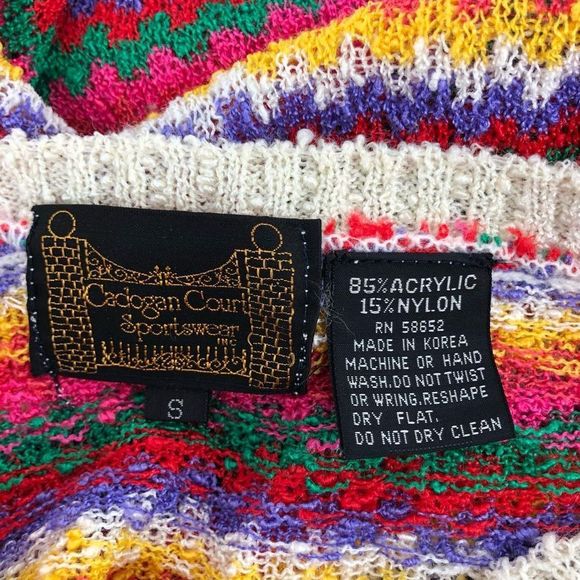 Cadogan Court
Sportswear
INC
S
85% ACRYLIC
15% NYLON
RN 58652
MADE IN KOREA
MACHINE OR HAND
WASH.DO NOT TWIST
OR WRING.RESHAPE
DRY FLAT.
DO NOT DRY CLEAN